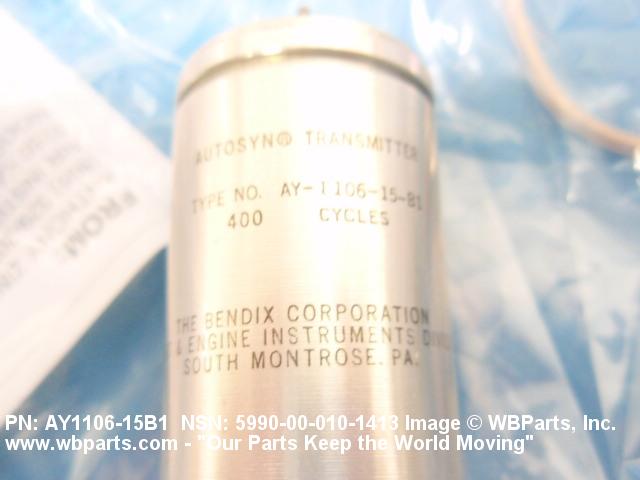 AUTOSYN® TRANSMITTER
TYPE NO. AY-1106-15-B1
400 CYCLES
THE BENDIX CORPORATION
& ENGINE INSTRUMENTS
SOUTH MONTROSE, PA.
FROM
PN: AY1106-15B1 NSN: 5990-00-010-1413 Image © WBParts, Inc.
www.wbparts.com - "Our Parts Keep the World Moving"